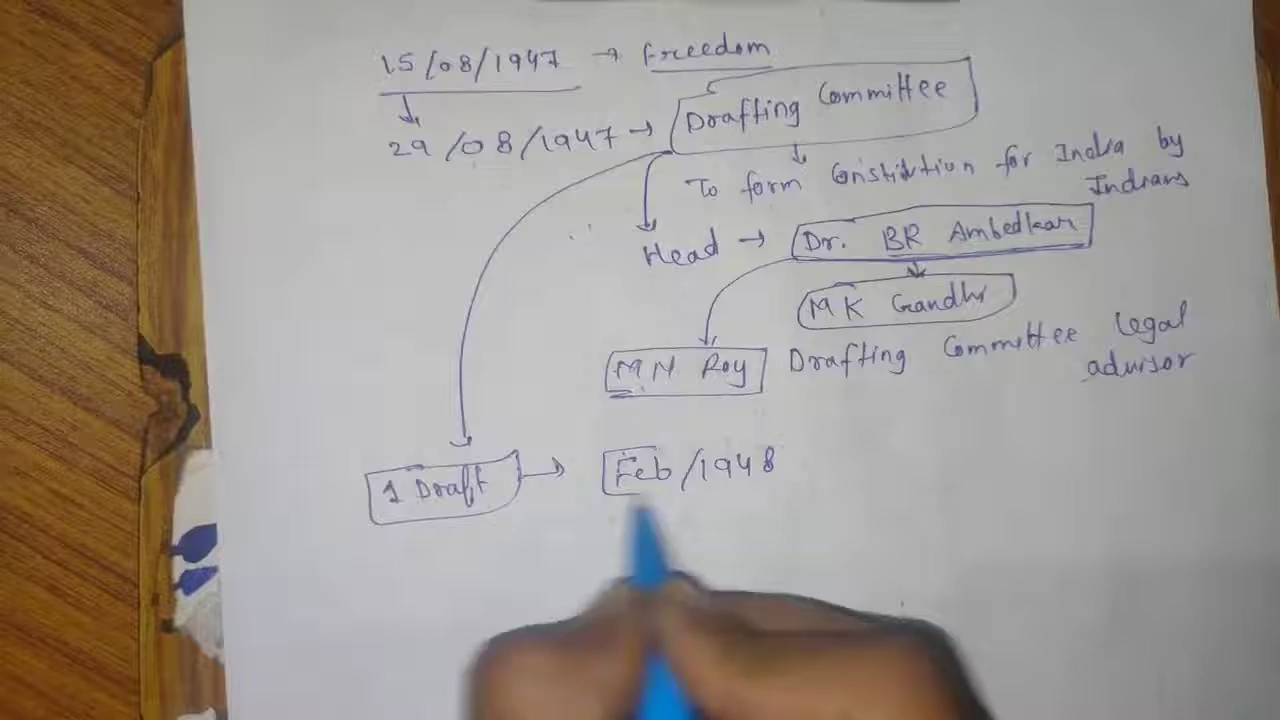 15/08/1947 → Freedom
29/08/1947 → Drafting Committee
To form Constitution for India by
Indians
Head → Dr. BR Ambedkar
MK Gandhi
MN Roy Drafting Committee legal
advisor
1 Draft → Feb/1948